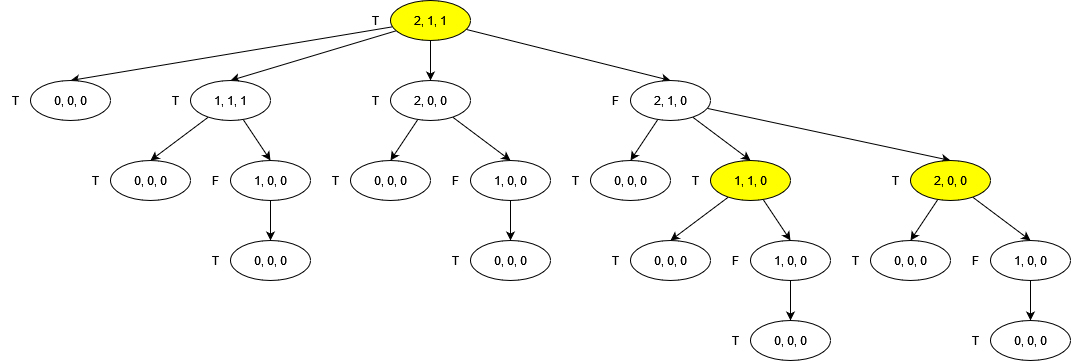 T 2, 1, 1
T 0, 0, 0 T 1, 1, 1 T 2, 0, 0 F 2, 1, 0
T 0, 0, 0 F 1, 0, 0 T 0, 0, 0 F 1, 0, 0 T 0, 0, 0 T 1, 1, 0 T 2, 0, 0
T 0, 0, 0 T 0, 0, 0 T 0, 0, 0 F 1, 0, 0 T 0, 0, 0 F 1, 0, 0
T 0, 0, 0 T 0, 0, 0